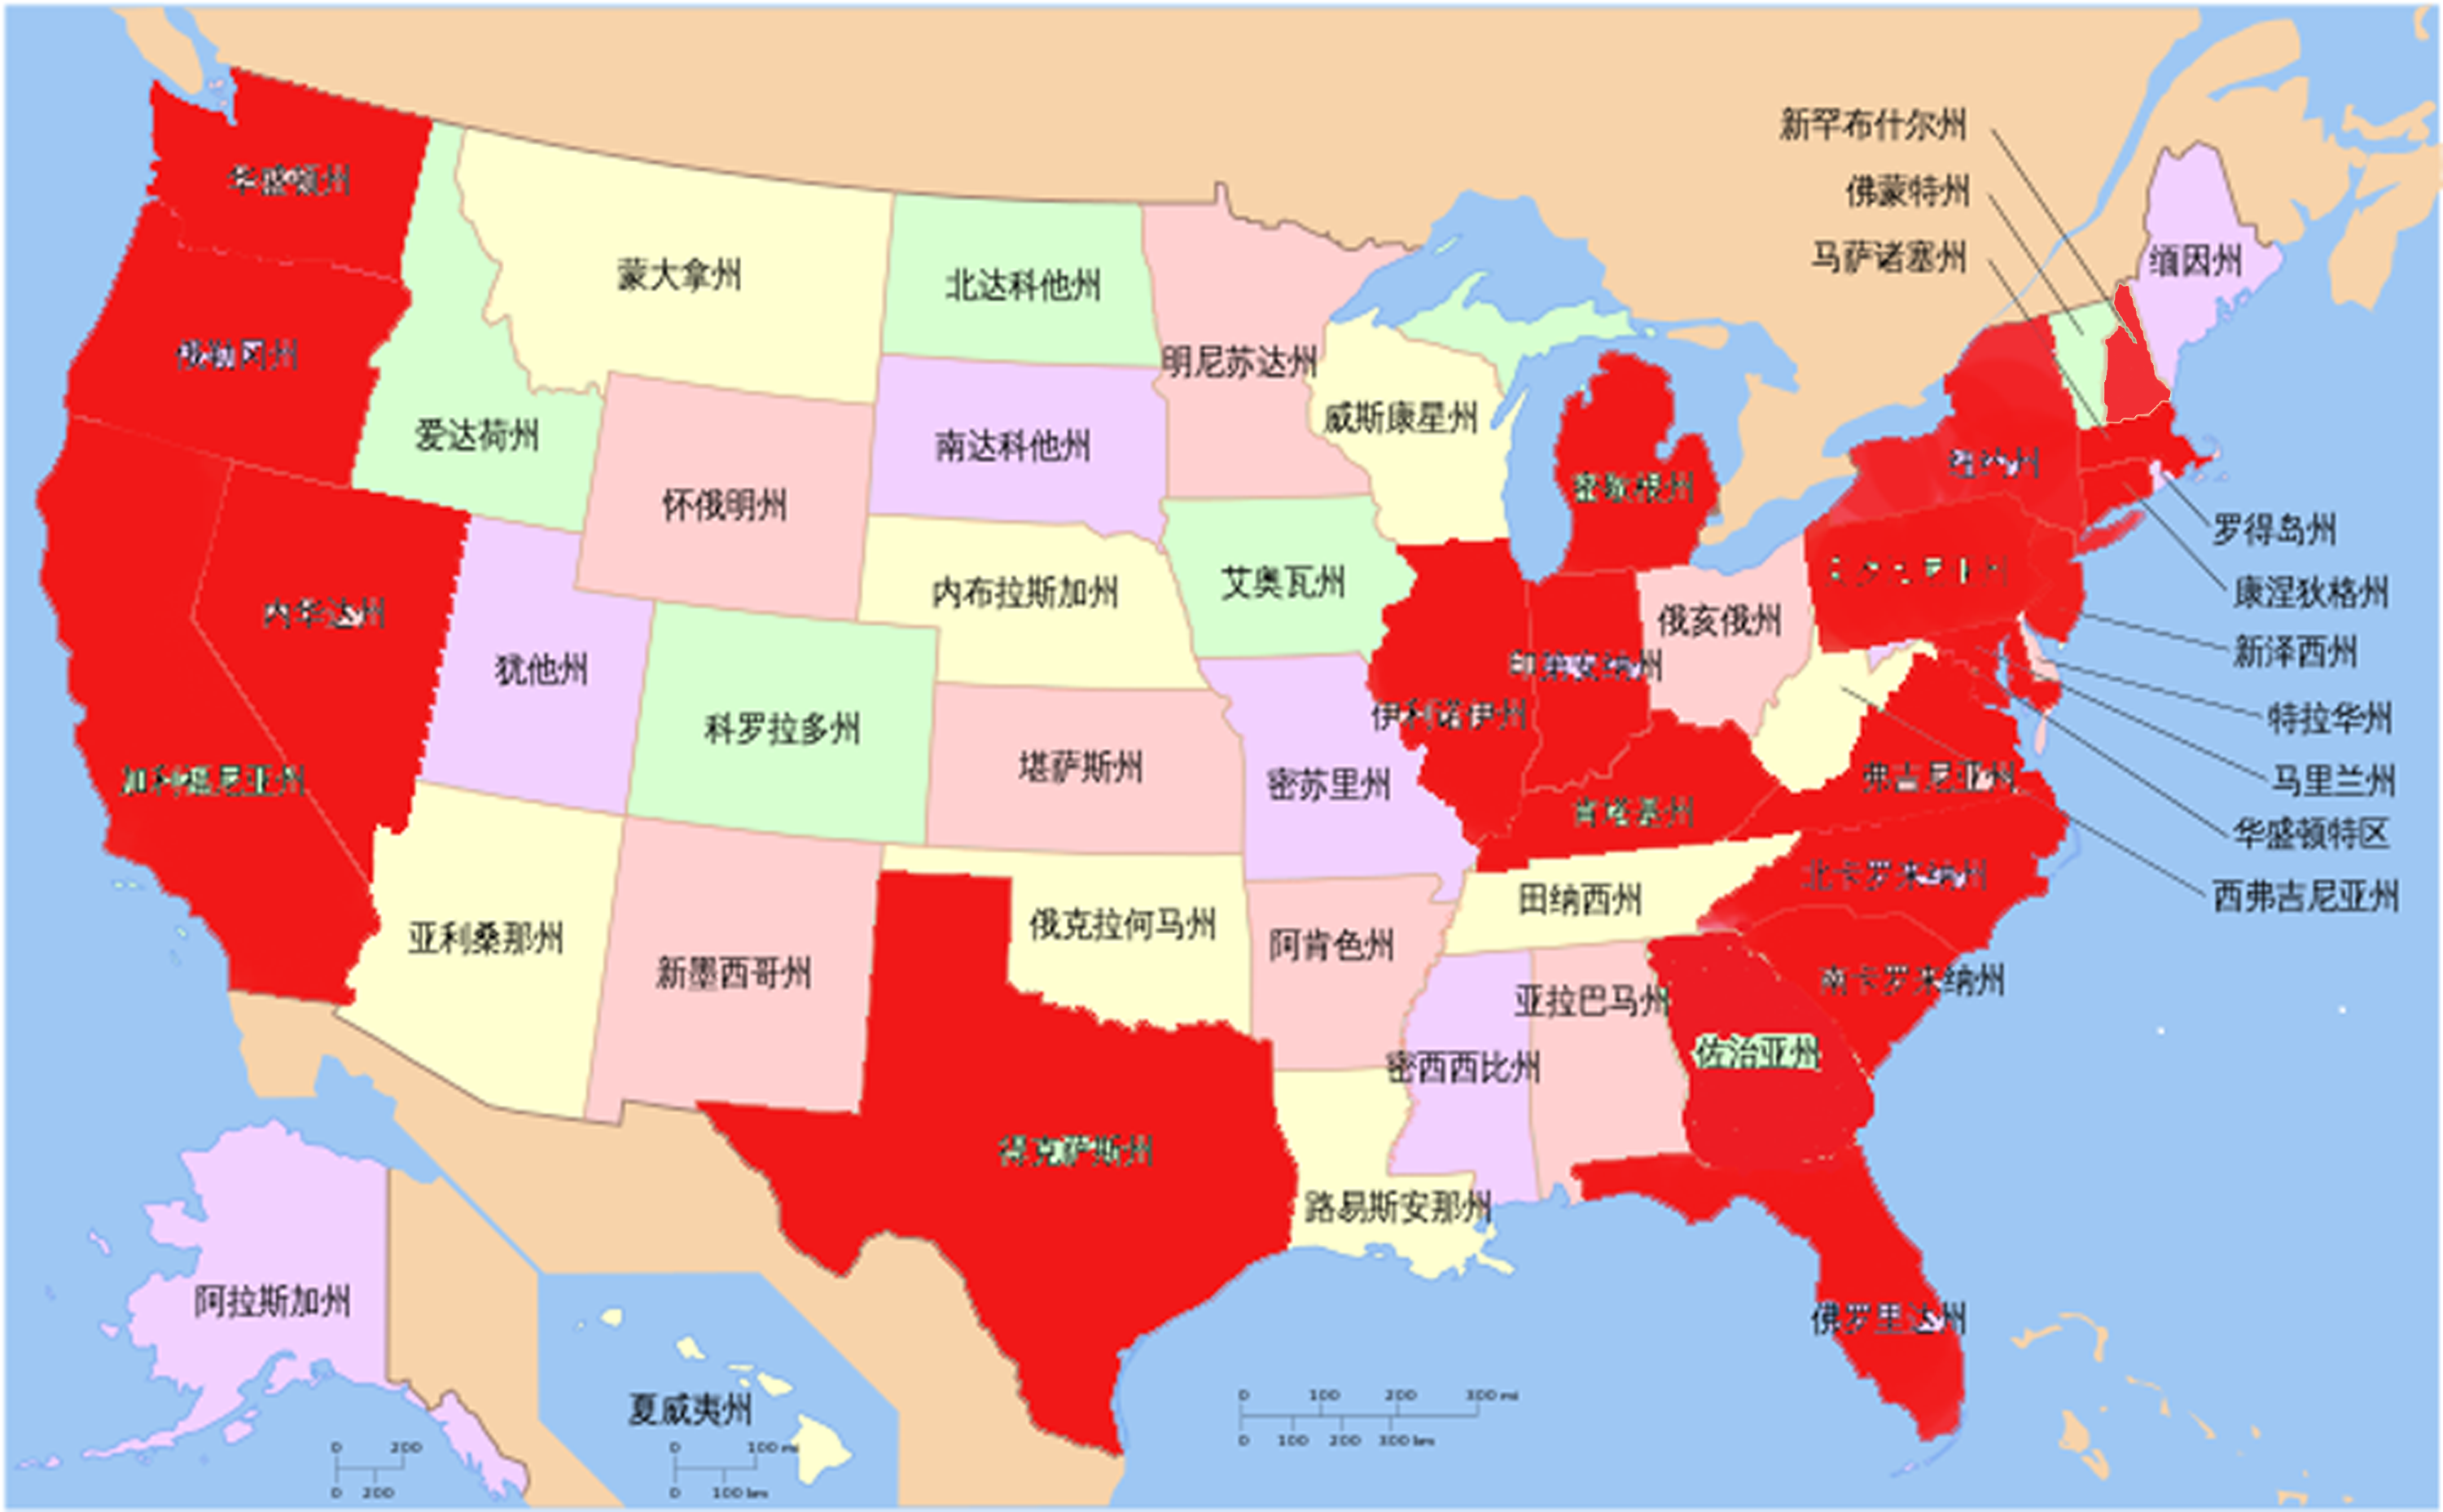 新罕布什尔州
佛蒙特州
马萨诸塞州
缅因州
华盛顿州
蒙大拿州
北达科他州
俄勒冈州
明尼苏达州
爱达荷州
威斯康星州
南达科他州
纽约州
密歇根州
怀俄明州
罗得岛州
内布拉斯加州
艾奥瓦州
康涅狄格州
内华达州
俄亥俄州
新泽西州
犹他州
印第安纳州
伊利诺伊州
科罗拉多州
特拉华州
堪萨斯州
密苏里州
加利福尼亚州
弗吉尼亚州
马里兰州
肯塔基州
华盛顿特区
北卡罗来纳州
田纳西州
西弗吉尼亚州
俄克拉何马州
亚利桑那州
阿肯色州
新墨西哥州
南卡罗来纳州
亚拉巴马州
佐治亚州
密西西比州
得克萨斯州
路易斯安那州
阿拉斯加州
佛罗里达州
夏威夷州
0 200
0 200
0 100 mi
0 100 km
0 100 200 300 mi
0 100 200 300 km